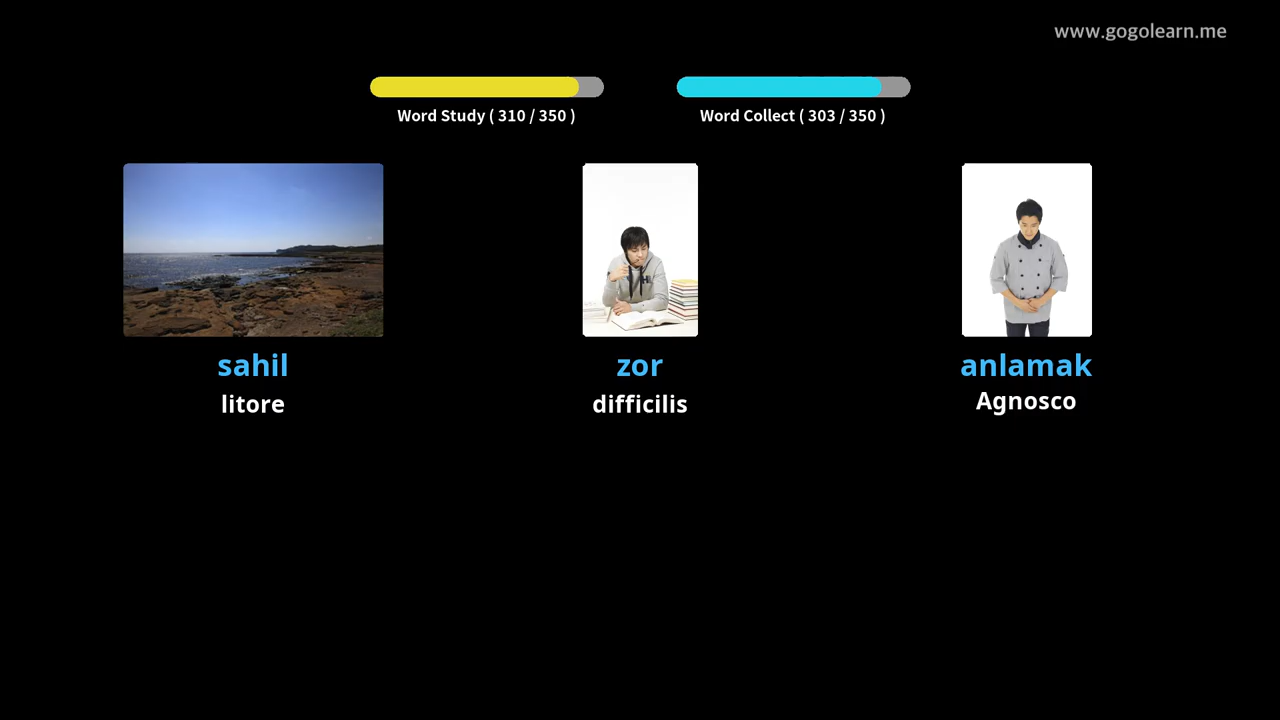 www.gogolearn.me
Word Study ( 310 / 350 )
Word Collect ( 303 / 350 )
sahil
zor
anlamak
litore
difficilis
Agnosco